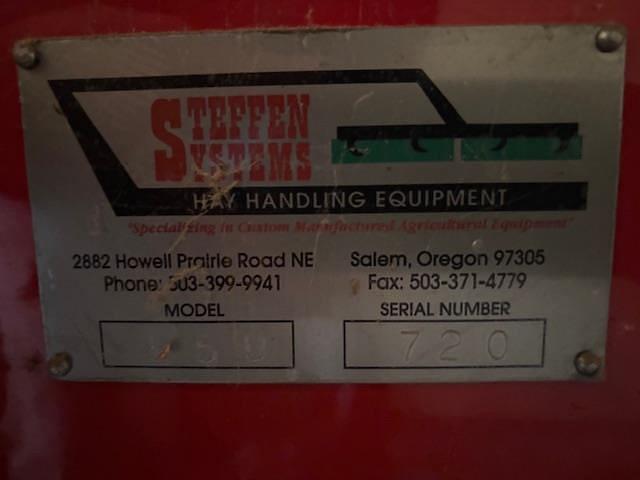 STEFFEN
SYSTEMS
HAY HANDLING EQUIPMENT
"Specializing in Custom Manufactured Agricultural Equipment"
2882 Howell Prairie Road NE Salem, Oregon 97305
Phone: 503-399-9941 Fax: 503-371-4779
MODEL SERIAL NUMBER
720